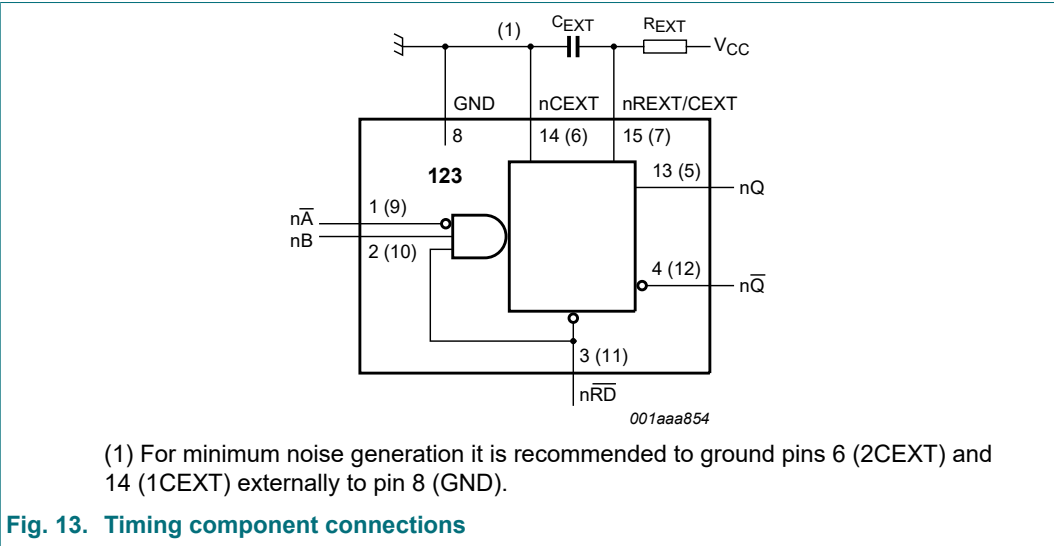 (1) CEXT REXT
VCC
GND nCEXT nREXT/CEXT
8 14 (6) 15 (7)
123 13 (5)
nQ
1 (9)
nA̅
nB
2 (10)
4 (12)
nQ̅
3 (11)
nR̅D̅
001aaa854
(1) For minimum noise generation it is recommended to ground pins 6 (2CEXT) and
14 (1CEXT) externally to pin 8 (GND).
Fig. 13. Timing component connections